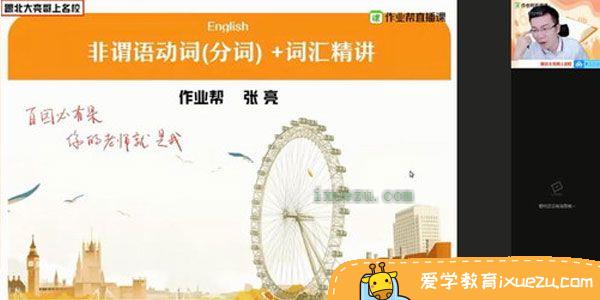 跟北大亮哥上名校
English
作业帮直播课
非谓语动词(分词) +词汇精讲
作业帮 张 亮
百因必有果
你的老师就是我
ixuezu.com
爱学教育ixuezu.com